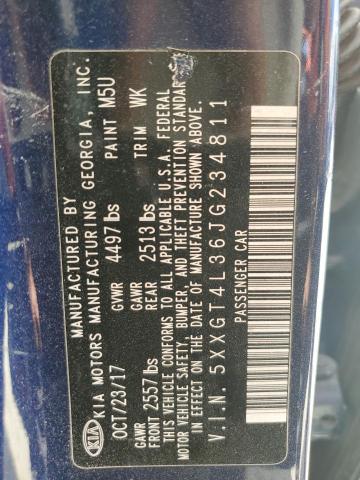 MANUFACTURED BY
KIA KIA MOTORS MANUFACTURING GEORGIA, INC.
OCT/23/17 GVWR 4497 lbs PAINT M5U
GAWR FRONT 2557 lbs GAWR REAR 2513 lbs TRIM WK
THIS VEHICLE CONFORMS TO ALL APPLICABLE U.S.A. FEDERAL
MOTOR VEHICLE SAFETY, BUMPER, AND THEFT PREVENTION STANDARDS
IN EFFECT ON THE DATE OF MANUFACTURE SHOWN ABOVE.
V.I.N. 5XXGT4L36JG234811
PASSENGER CAR